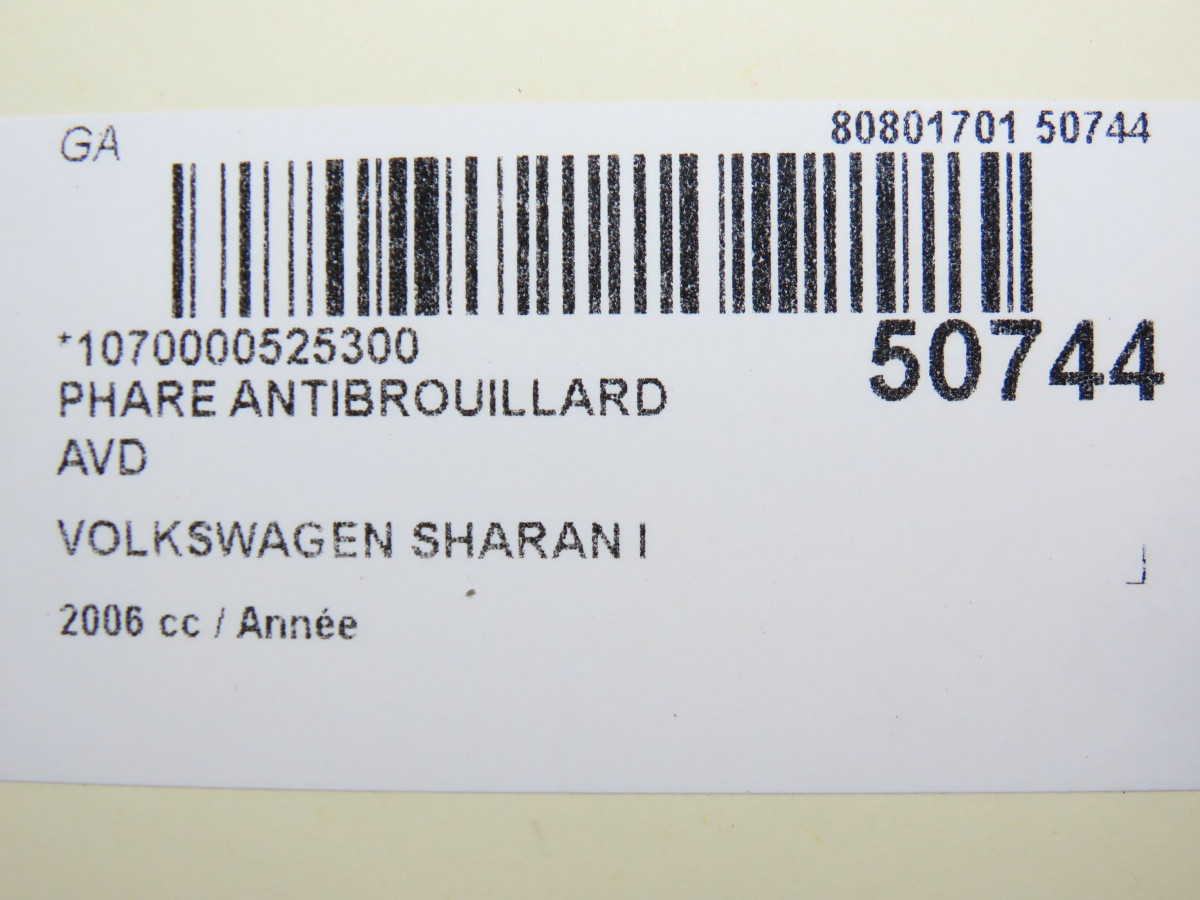 GA
80801701 50744
*1070000525300
50744
PHARE ANTIBROUILLARD
AVD
VOLKSWAGEN SHARAN I
2006 cc / Année